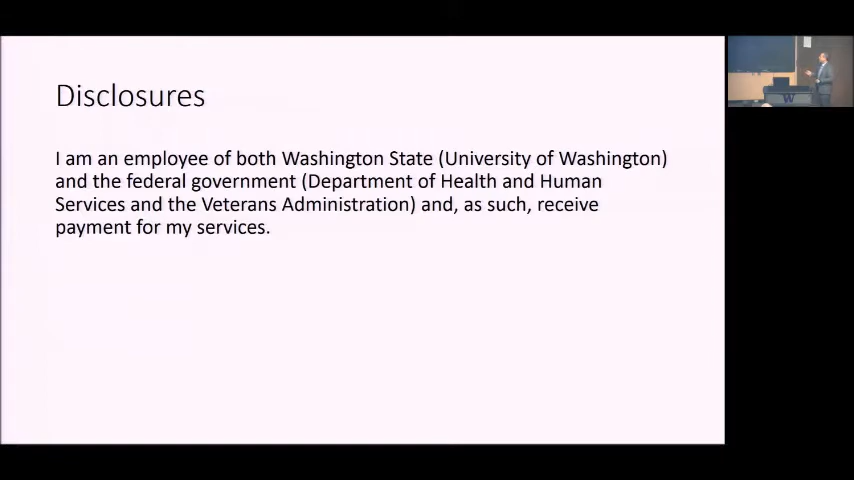 Disclosures
I am an employee of both Washington State (University of Washington)
and the federal government (Department of Health and Human
Services and the Veterans Administration) and, as such, receive
payment for my services.
W